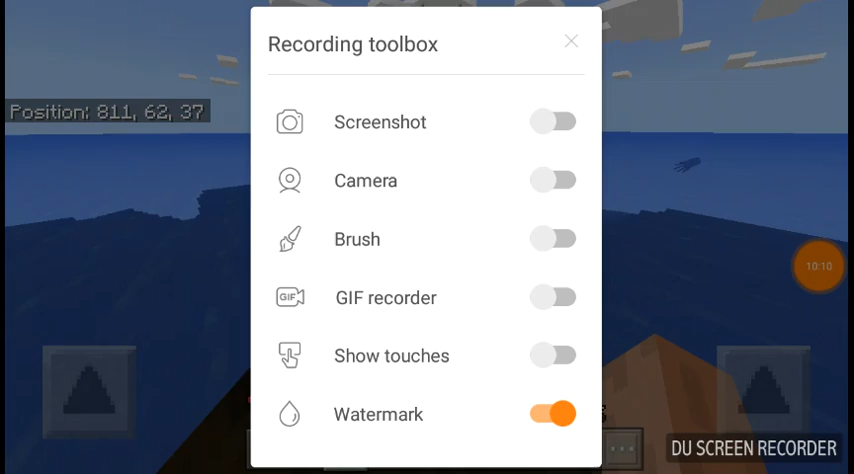 Recording toolbox
Position: 811, 62, 37
Screenshot
Camera
Brush
10:10
GIF
GIF recorder
Show touches
Watermark
DU SCREEN RECORDER